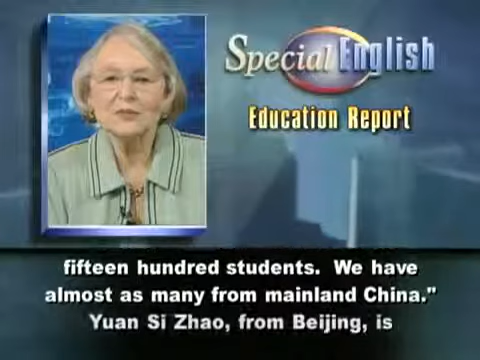 Special English
Education Report
fifteen hundred students. We have
almost as many from mainland China."
Yuan Si Zhao, from Beijing, is